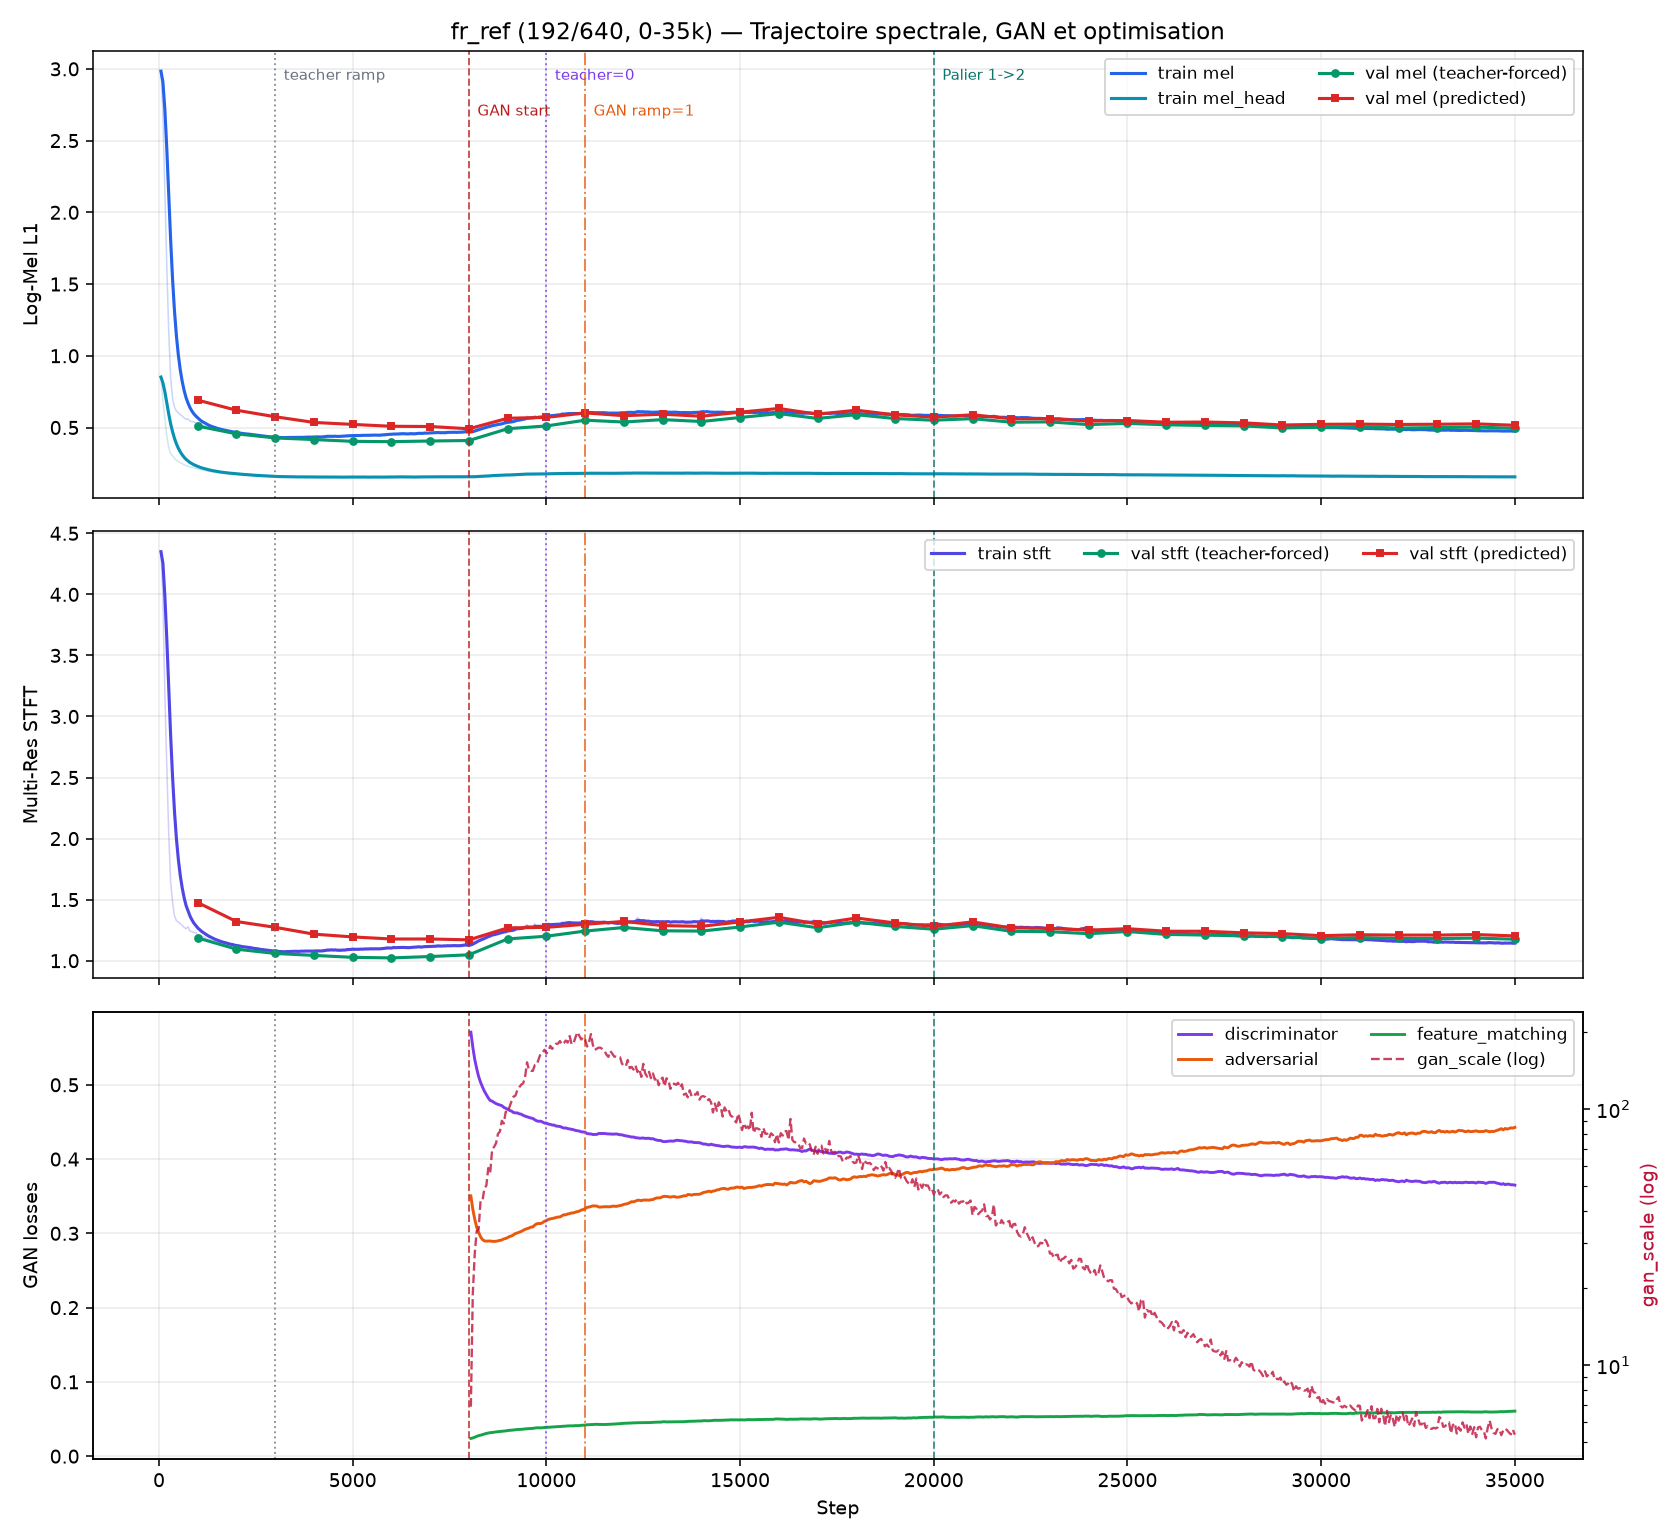 fr_ref (192/640, 0-35k) — Trajectoire spectrale, GAN et optimisation
Log-Mel L1
3.0
2.5
2.0
1.5
1.0
0.5
teacher ramp
GAN start
teacher=0
GAN ramp=1
Palier 1->2
train mel
train mel_head
val mel (teacher-forced)
val mel (predicted)
Multi-Res STFT
4.5
4.0
3.5
3.0
2.5
2.0
1.5
1.0
train stft
val stft (teacher-forced)
val stft (predicted)
GAN losses
0.5
0.4
0.3
0.2
0.1
0.0
discriminator
adversarial
feature_matching
gan_scale (log)
10²
10¹
gan_scale (log)
0
5000
10000
15000
20000
25000
30000
35000
Step